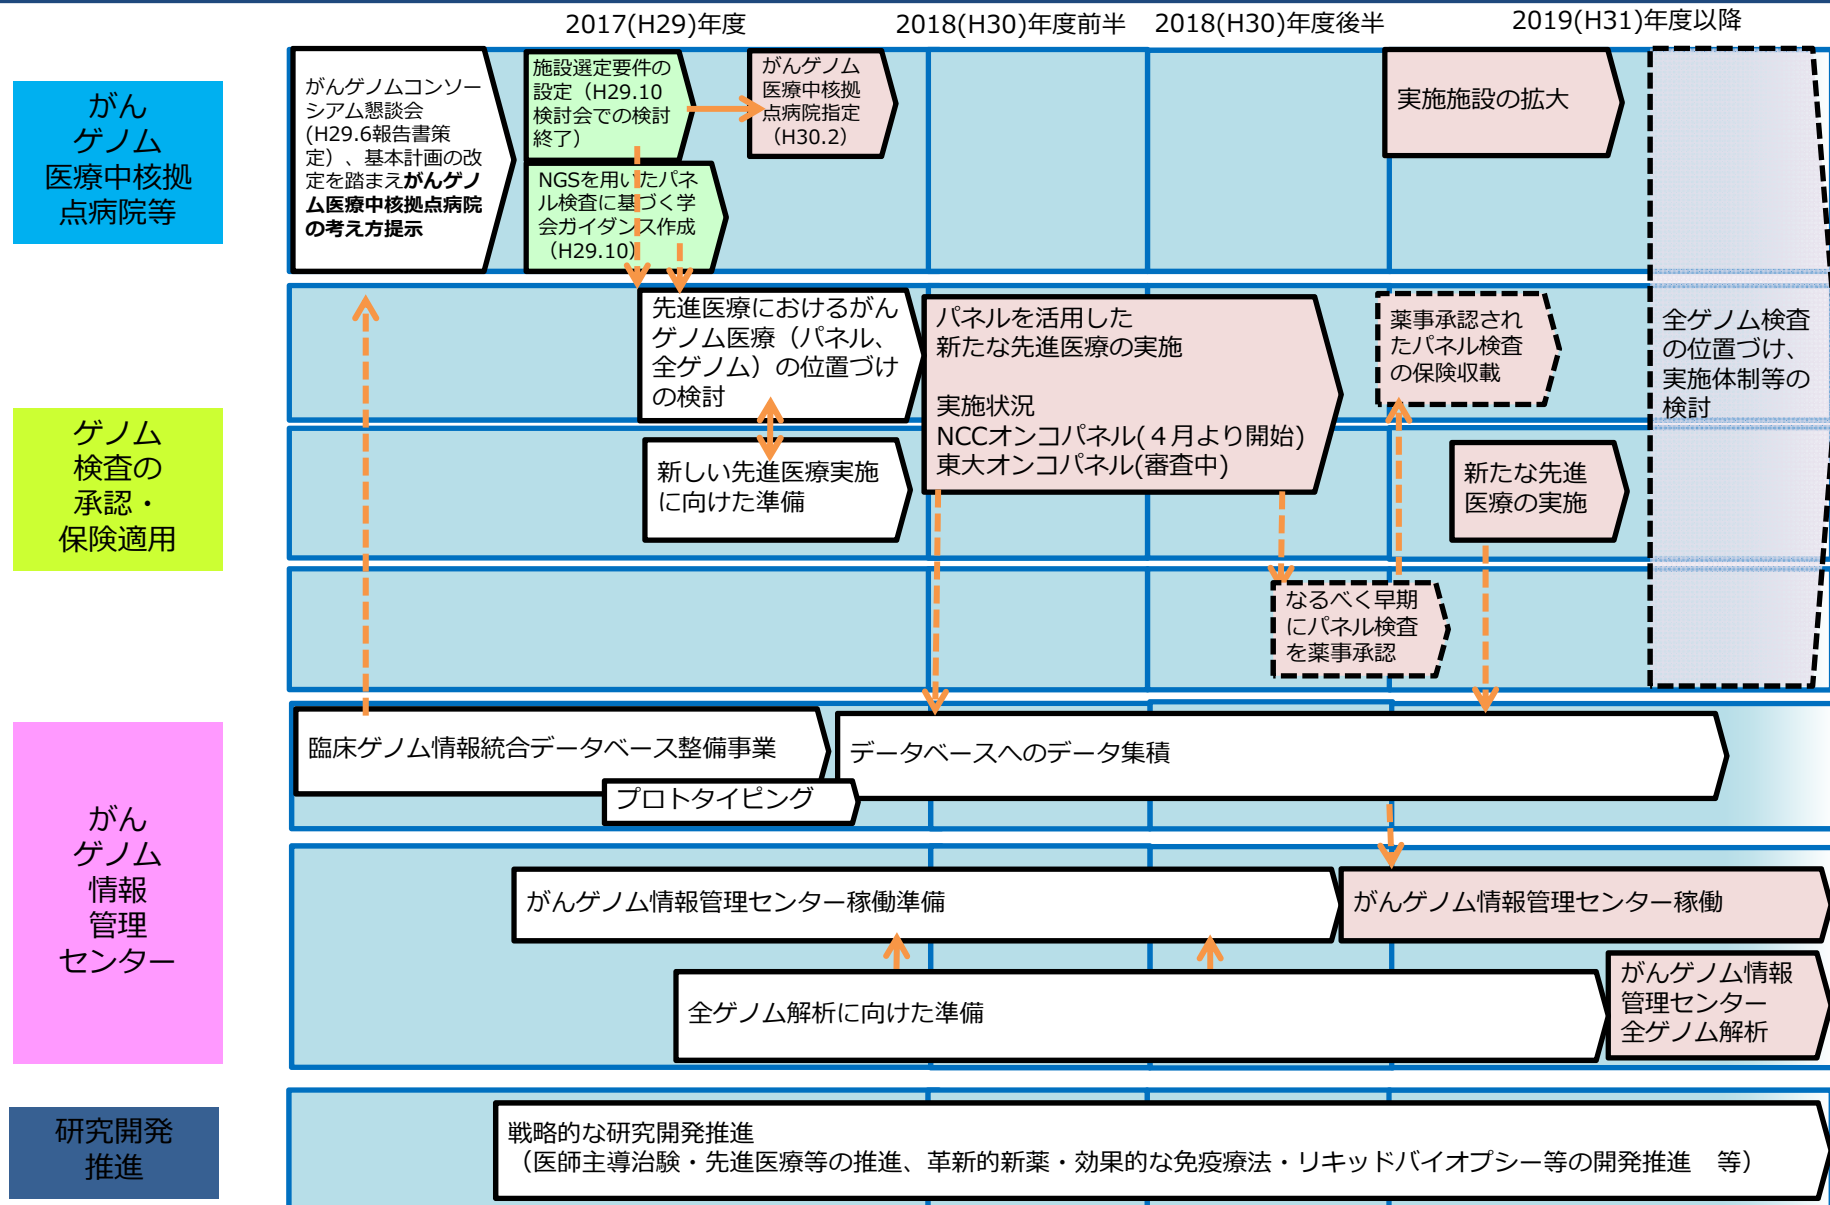 2017(H29)年度
2018(H30)年度前半
2018(H30)年度後半
2019(H31)年度以降
がん
ゲノム
医療中核拠
点病院等
がんゲノムコンソー
シアム懇談会
(H29.6報告書策
定）、基本計画の改
定を踏まえがんゲノ
ム医療中核拠点病院
の考え方提示
施設選定要件の
設定（H29.10
検討会での検討
終了）
がんゲノム
医療中核拠
点病院指定
（H30.2）
NGSを用いたパネ
ル検査に基づく学
会ガイダンス作成
（H29.10）
実施施設の拡大
ゲノム
検査の
承認・
保険適用
先進医療におけるがん
ゲノム医療（パネル、
全ゲノム）の位置づけ
の検討
新しい先進医療実施
に向けた準備
パネルを活用した
新たな先進医療の実施
実施状況
NCCオンコパネル(４月より開始)
東大オンコパネル(審査中)
薬事承認され
たパネル検査
の保険収載
新たな先進
医療の実施
なるべく早期
にパネル検査
を薬事承認
全ゲノム検査
の位置づけ、
実施体制等の
検討
がん
ゲノム
情報
管理
センター
臨床ゲノム情報統合データベース整備事業
プロトタイピング
データベースへのデータ集積
がんゲノム情報管理センター稼働準備
がんゲノム情報管理センター稼働
全ゲノム解析に向けた準備
がんゲノム情報
管理センター
全ゲノム解析
研究開発
推進
戦略的な研究開発推進
（医師主導治験・先進医療等の推進、革新的新薬・効果的な免疫療法・リキッドバイオプシー等の開発推進　等）